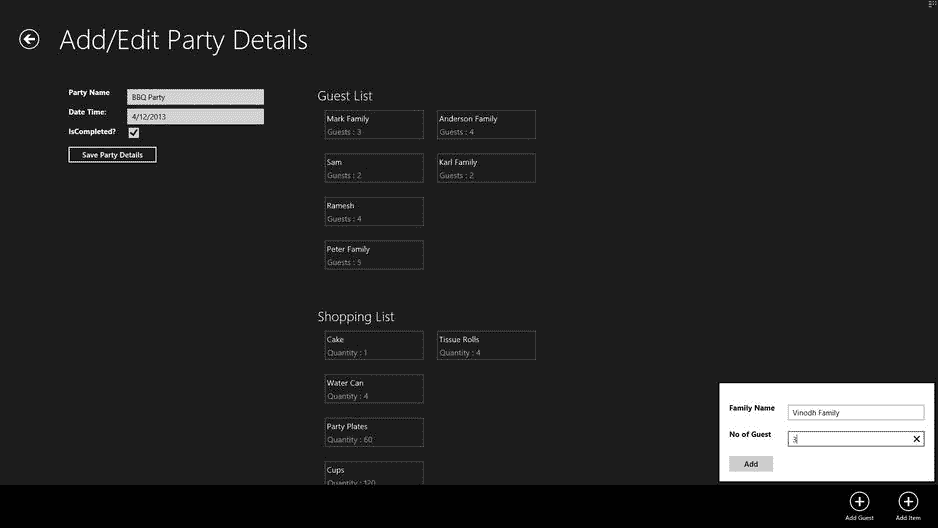 Add/Edit Party Details
Party Name
BBQ Party
Date Time:
4/12/2013
IsCompleted?
Save Party Details
Guest List
Mark Family
Guests : 3
Anderson Family
Guests : 4
Sam
Guests : 2
Karl Family
Guests : 2
Ramesh
Guests : 4
Peter Family
Guests : 5
Shopping List
Cake
Quantity : 1
Tissue Rolls
Quantity : 4
Water Can
Quantity : 4
Party Plates
Quantity : 60
Cups
Quantity : 120
Family Name
Vinodh Family
No of Guest
Add
Add Guest
Add Item